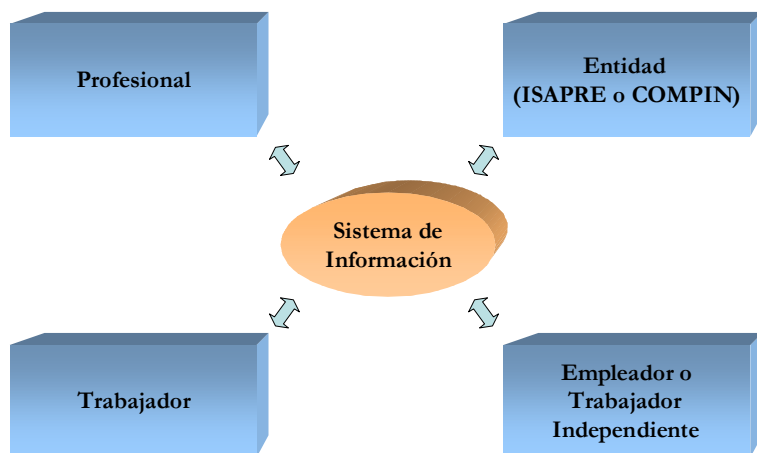 Profesional
Entidad
(ISAPRE o COMPIN)
Sistema de
Información
Trabajador
Empleador o
Trabajador
Independiente